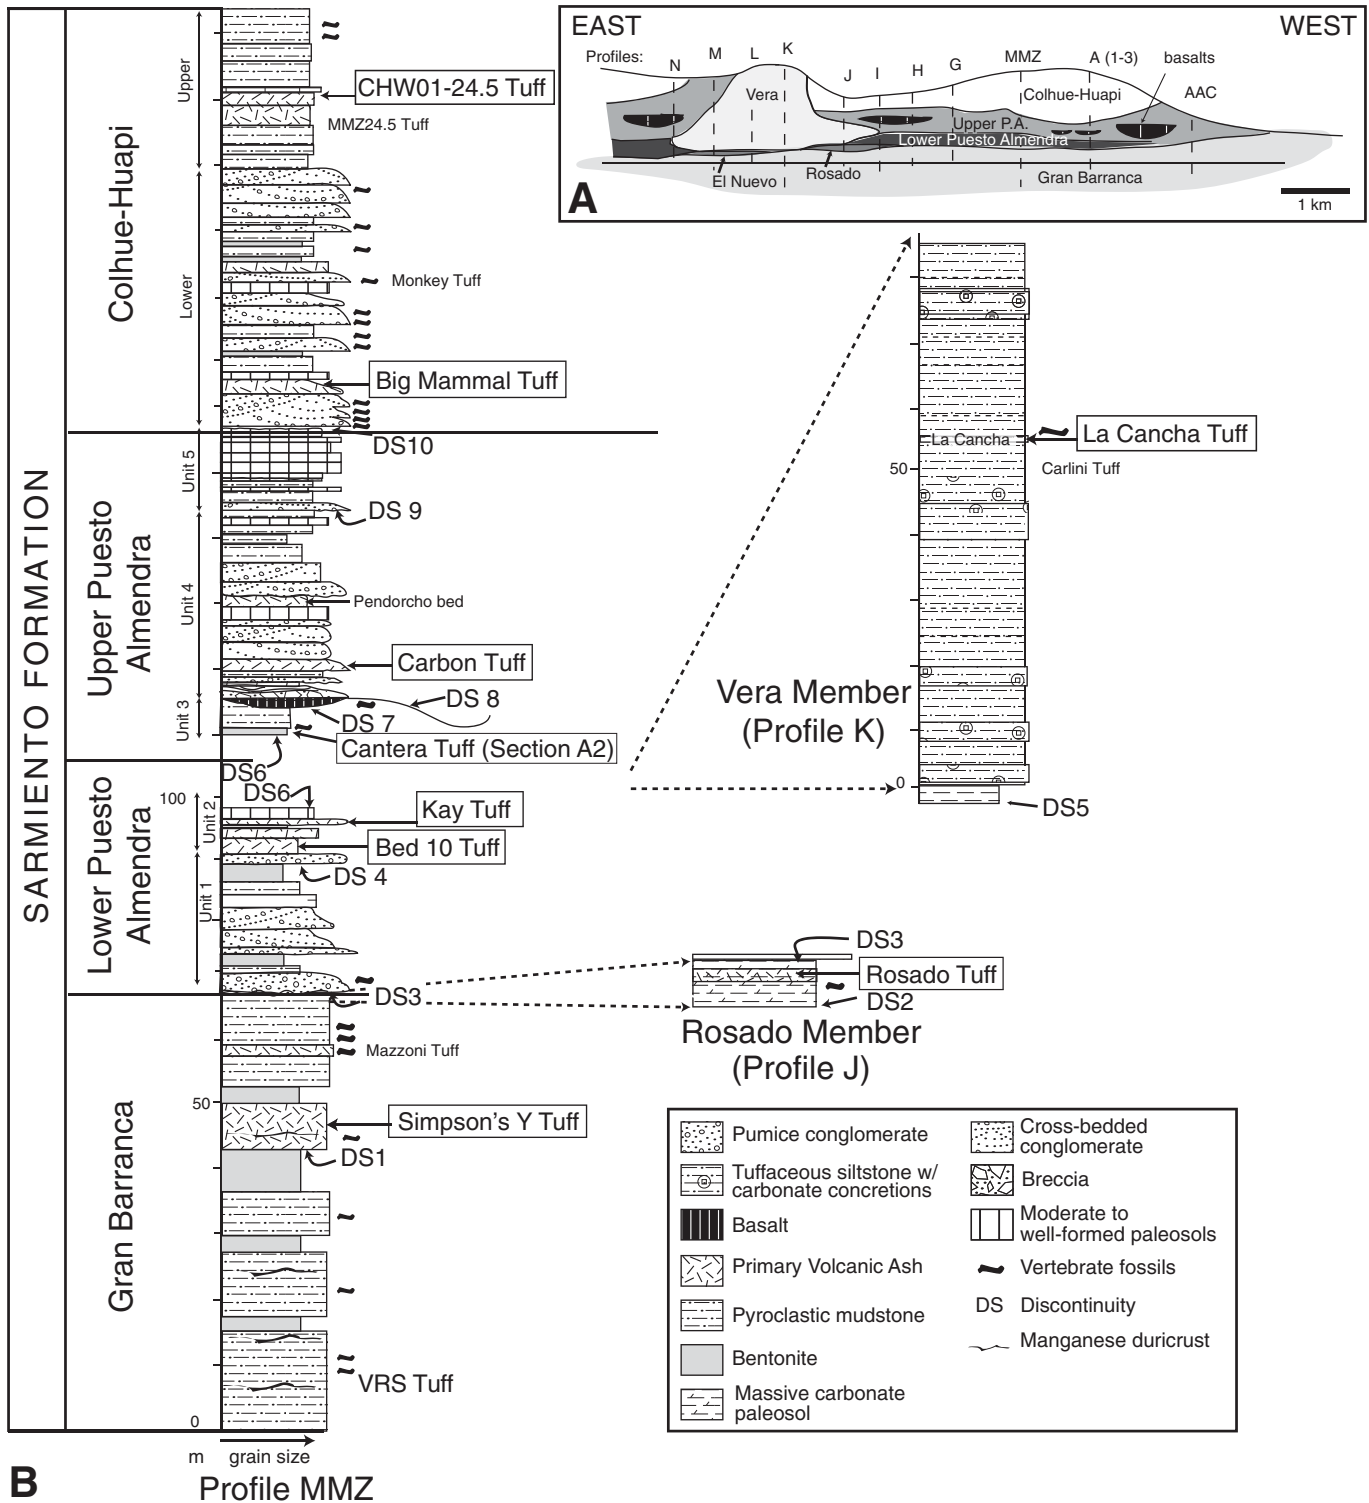 EAST
WEST
Profiles:
N
M
L
K
J
I
H
G
MMZ
A (1-3)
basalts
AAC
Vera
Colhue-Huapi
Upper P.A.
Lower Puesto Almendra
El Nuevo
Rosado
Gran Barranca
A
1 km
SARMIENTO FORMATION
Colhue-Huapi
Upper
Lower
CHW01-24.5 Tuff
MMZ24.5 Tuff
Monkey Tuff
Big Mammal Tuff
DS10
Upper Puesto
Almendra
Unit 5
Unit 4
Unit 3
DS 9
Pendorcho bed
Carbon Tuff
DS 8
DS 7
Cantera Tuff (Section A2)
DS6
DS6
Lower Puesto
Almendra
100
Unit 2
Unit 1
Kay Tuff
Bed 10 Tuff
DS 4
DS3
Gran Barranca
Mazzoni Tuff
50
Simpson's Y Tuff
DS1
VRS Tuff
0
m
grain size
B
Profile MMZ
La Cancha
La Cancha Tuff
Carlini Tuff
50
Vera Member
(Profile K)
0
DS5
DS3
Rosado Tuff
DS2
Rosado Member
(Profile J)
Pumice conglomerate
Tuffaceous siltstone w/
carbonate concretions
Basalt
Primary Volcanic Ash
Pyroclastic mudstone
Bentonite
Massive carbonate
paleosol
Cross-bedded
conglomerate
Breccia
Moderate to
well-formed paleosols
Vertebrate fossils
DS Discontinuity
Manganese duricrust